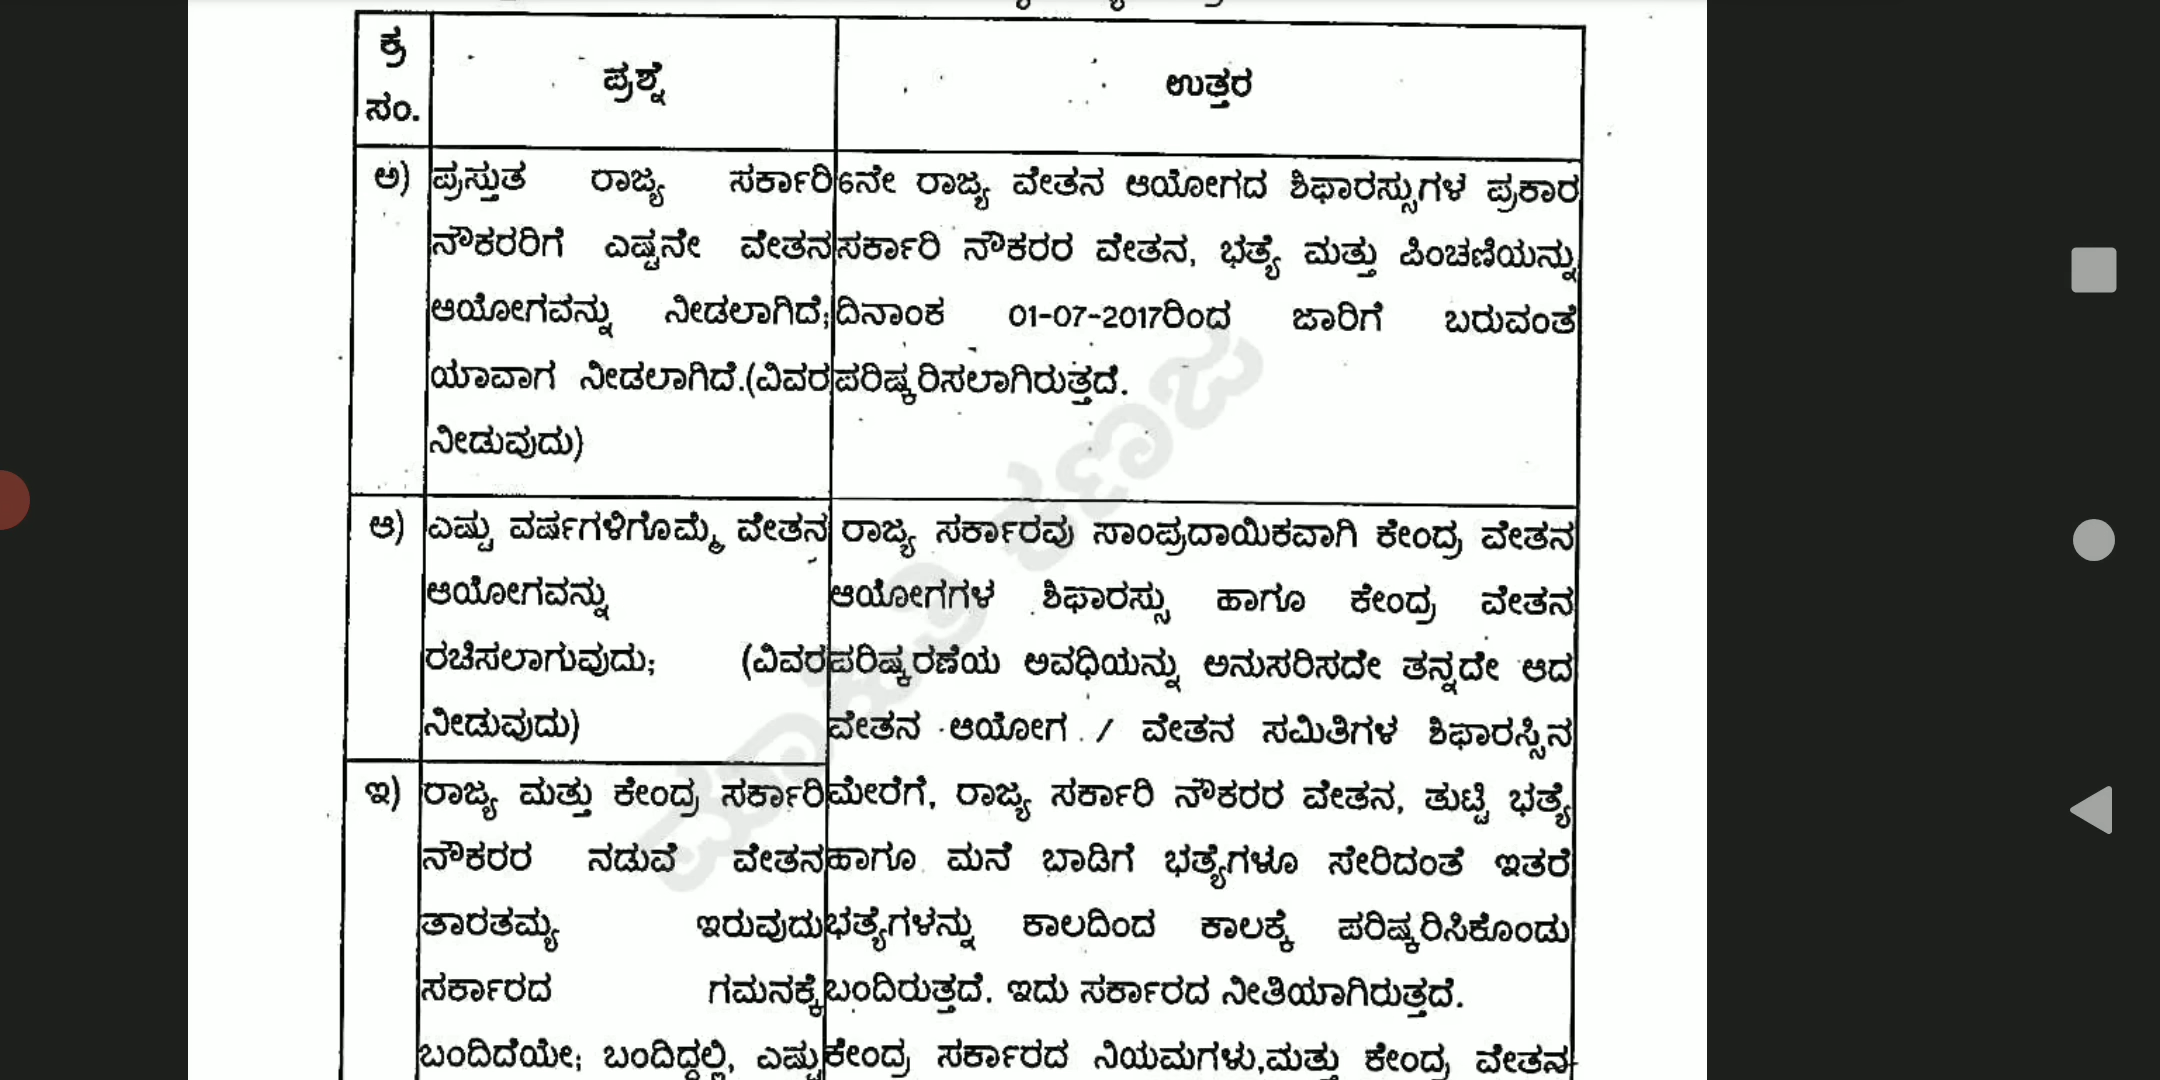 ಕ್ರ
ಸಂ.
ಪ್ರಶ್ನೆ
ಉತ್ತರ
ಅ)
ಪ್ರಸ್ತುತ ರಾಜ್ಯ ಸರ್ಕಾರಿ
ನೌಕರರಿಗೆ ಎಷ್ಟನೇ ವೇತನ
ಆಯೋಗವನ್ನು ನೀಡಲಾಗಿದೆ;
ಯಾವಾಗ ನೀಡಲಾಗಿದೆ.(ವಿವರ
ನೀಡುವುದು)
6ನೇ ರಾಜ್ಯ ವೇತನ ಆಯೋಗದ ಶಿಫಾರಸ್ಸುಗಳ ಪ್ರಕಾರ
ಸರ್ಕಾರಿ ನೌಕರರ ವೇತನ, ಭತ್ಯೆ ಮತ್ತು ಪಿಂಚಣಿಯನ್ನು
ದಿನಾಂಕ 01-07-2017ರಿಂದ ಜಾರಿಗೆ ಬರುವಂತೆ
ಪರಿಷ್ಕರಿಸಲಾಗಿರುತ್ತದೆ.
ಆ)
ಎಷ್ಟು ವರ್ಷಗಳಿಗೊಮ್ಮೆ ವೇತನ
ಆಯೋಗವನ್ನು
ರಚಿಸಲಾಗುವುದು; (ವಿವರ
ನೀಡುವುದು)
ಇ)
ರಾಜ್ಯ ಮತ್ತು ಕೇಂದ್ರ ಸರ್ಕಾರಿ
ನೌಕರರ ನಡುವೆ ವೇತನ
ತಾರತಮ್ಯ ಇರುವುದು
ಸರ್ಕಾರದ ಗಮನಕ್ಕೆ
ಬಂದಿದೆಯೇ; ಬಂದಿದ್ದಲ್ಲಿ, ಎಷ್ಟು
ರಾಜ್ಯ ಸರ್ಕಾರವು ಸಾಂಪ್ರದಾಯಿಕವಾಗಿ ಕೇಂದ್ರ ವೇತನ
ಆಯೋಗಗಳ ಶಿಫಾರಸ್ಸು ಹಾಗೂ ಕೇಂದ್ರ ವೇತನ
ಪರಿಷ್ಕರಣೆಯ ಅವಧಿಯನ್ನು ಅನುಸರಿಸದೇ ತನ್ನದೇ ಆದ
ವೇತನ ಆಯೋಗ / ವೇತನ ಸಮಿತಿಗಳ ಶಿಫಾರಸ್ಸಿನ
ಮೇರೆಗೆ, ರಾಜ್ಯ ಸರ್ಕಾರಿ ನೌಕರರ ವೇತನ, ತುಟ್ಟಿ ಭತ್ಯೆ
ಹಾಗೂ ಮನೆ ಬಾಡಿಗೆ ಭತ್ಯೆಗಳೂ ಸೇರಿದಂತೆ ಇತರೆ
ಭತ್ಯೆಗಳನ್ನು ಕಾಲದಿಂದ ಕಾಲಕ್ಕೆ ಪರಿಷ್ಕರಿಸಿಕೊಂಡು
ಬಂದಿರುತ್ತದೆ. ಇದು ಸರ್ಕಾರದ ನೀತಿಯಾಗಿರುತ್ತದೆ.
ಕೇಂದ್ರ ಸರ್ಕಾರದ ನಿಯಮಗಳು,ಮತ್ತು ಕೇಂದ್ರ ವೇತನ
ಮಾಹಿತಿ ಕಣಜ